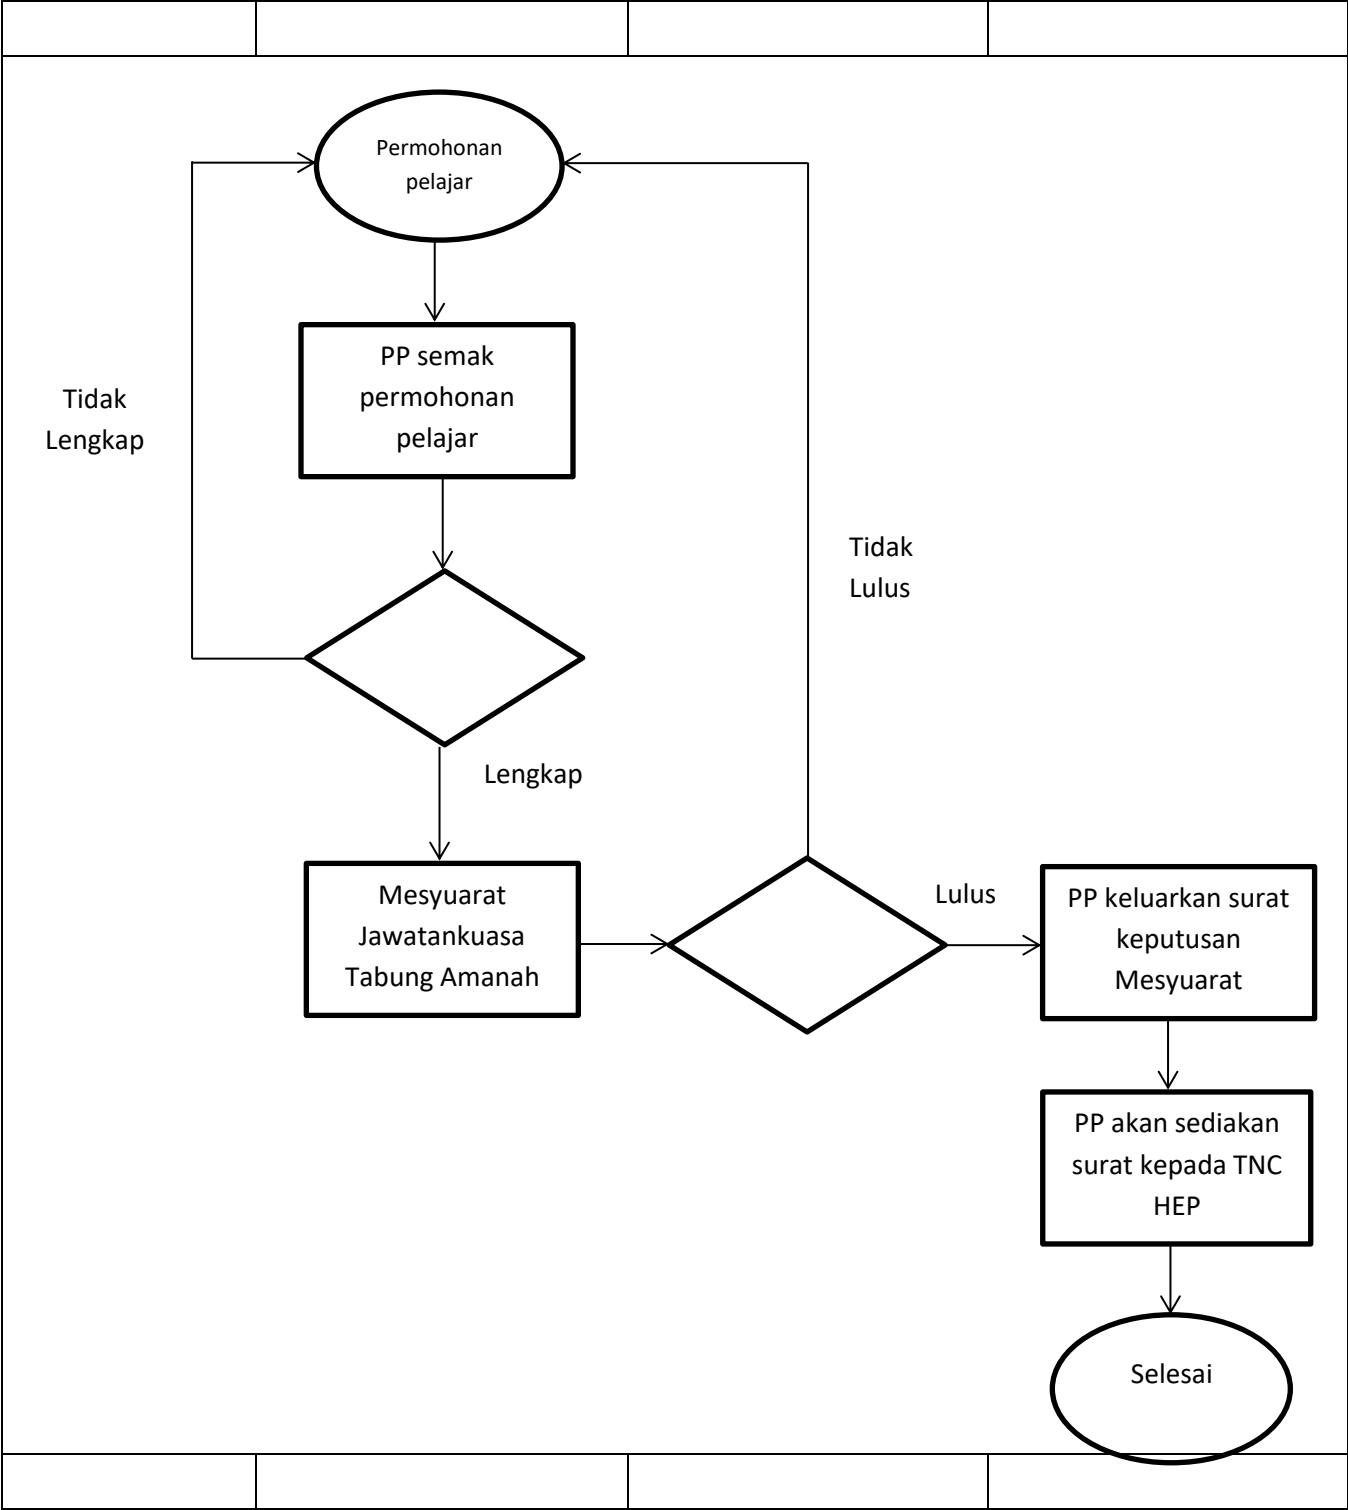 Permohonan
pelajar
PP semak
permohonan
pelajar
Tidak
Lengkap
Tidak
Lulus
Lengkap
Mesyuarat
Jawatankuasa
Tabung Amanah
Lulus
PP keluarkan surat
keputusan
Mesyuarat
PP akan sediakan
surat kepada TNC
HEP
Selesai